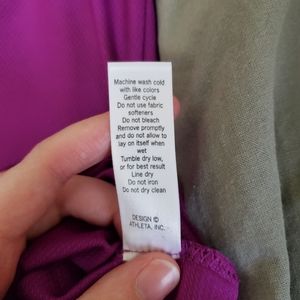 Machine wash cold
with like colors
Gentle cycle
Do not use fabric
softeners
Do not bleach
Remove promptly
and do not allow to
lay on itself when
wet
Tumble dry low,
or for best result
Line dry
Do not iron
Do not dry clean
DESIGN ©
ATHLETA, INC.